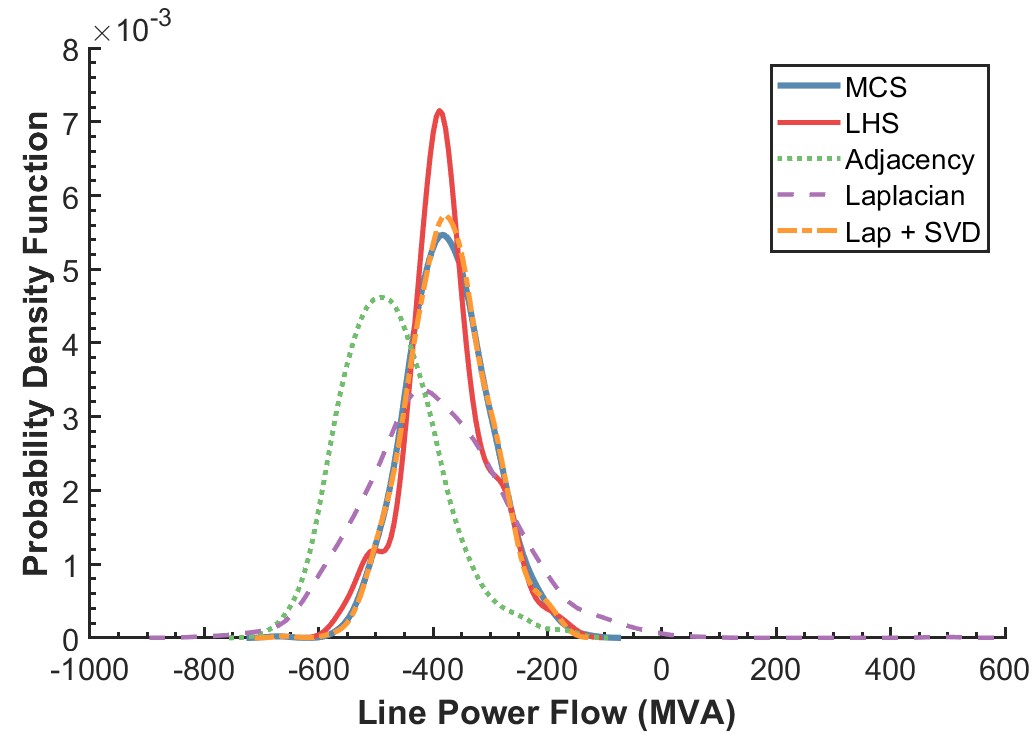 ×10⁻³
8
7
6
5
4
3
2
1
0
Probability Density Function
-1000 -800 -600 -400 -200 0 200 400 600
Line Power Flow (MVA)
MCS
LHS
Adjacency
Laplacian
Lap + SVD